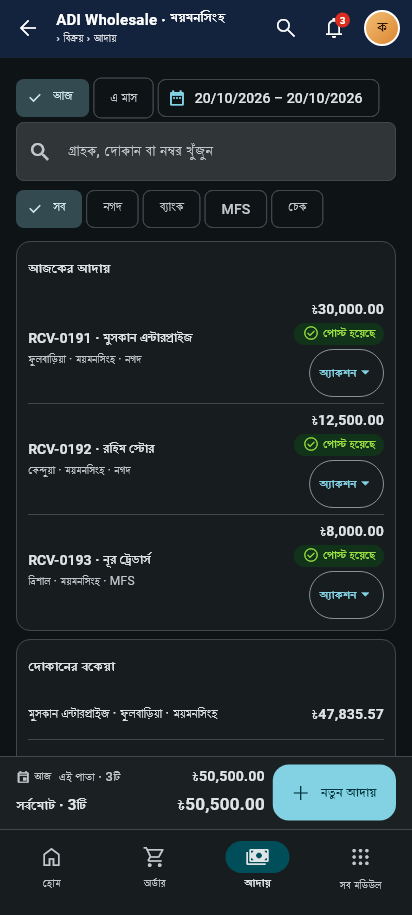 ADI Wholesale · ময়মনসিংহ
› বিক্রয় › আদায়
3
ক
আজ
এ মাস
20/10/2026 – 20/10/2026
গ্রাহক, দোকান বা নম্বর খুঁজুন
সব
নগদ
ব্যাংক
MFS
চেক
আজকের আদায়
৳30,000.00
RCV-0191 · মুসকান এন্টারপ্রাইজ
পোস্ট হয়েছে
ফুলবাড়িয়া · ময়মনসিংহ · নগদ
অ্যাকশন
৳12,500.00
RCV-0192 · রহিম স্টোর
পোস্ট হয়েছে
কেন্দুয়া · ময়মনসিংহ · নগদ
অ্যাকশন
৳8,000.00
RCV-0193 · নূর ট্রেডার্স
পোস্ট হয়েছে
ত্রিশাল · ময়মনসিংহ · MFS
অ্যাকশন
দোকানের বকেয়া
মুসকান এন্টারপ্রাইজ · ফুলবাড়িয়া · ময়মনসিংহ
৳47,835.57
আজ এই পাতা · 3টি
৳50,500.00
সর্বমোট · 3টি
৳50,500.00
নতুন আদায়
হোম
অর্ডার
আদায়
সব মডিউল